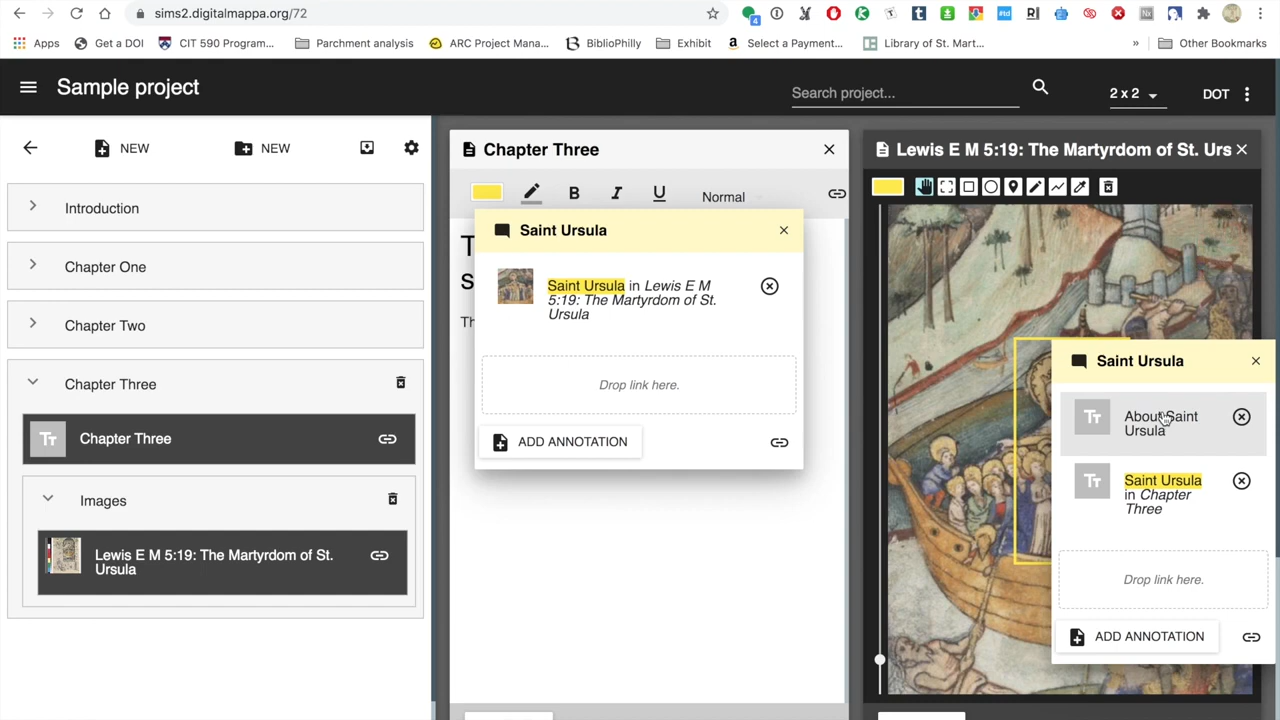 sims2.digitalmappa.org/72
4
Apps
Get a DOI
CIT 590 Program...
Parchment analysis
ARC Project Mana...
BiblioPhilly
Exhibit
Select a Payment...
Library of St. Mart...
»
Other Bookmarks
Sample project
Search project...
2 x 2
DOT
NEW
NEW
Introduction
Chapter One
Chapter Two
Chapter Three
Tт Chapter Three
Images
Lewis E M 5:19: The Martyrdom of St.
Ursula
Chapter Three
B I U Normal
T
S
Th
Saint Ursula
Saint Ursula in Lewis E M
5:19: The Martyrdom of St.
Ursula
Drop link here.
ADD ANNOTATION
Lewis E M 5:19: The Martyrdom of St. Urs
Saint Ursula
Tт About Saint
Ursula
Tт Saint Ursula
in Chapter
Three
Drop link here.
ADD ANNOTATION